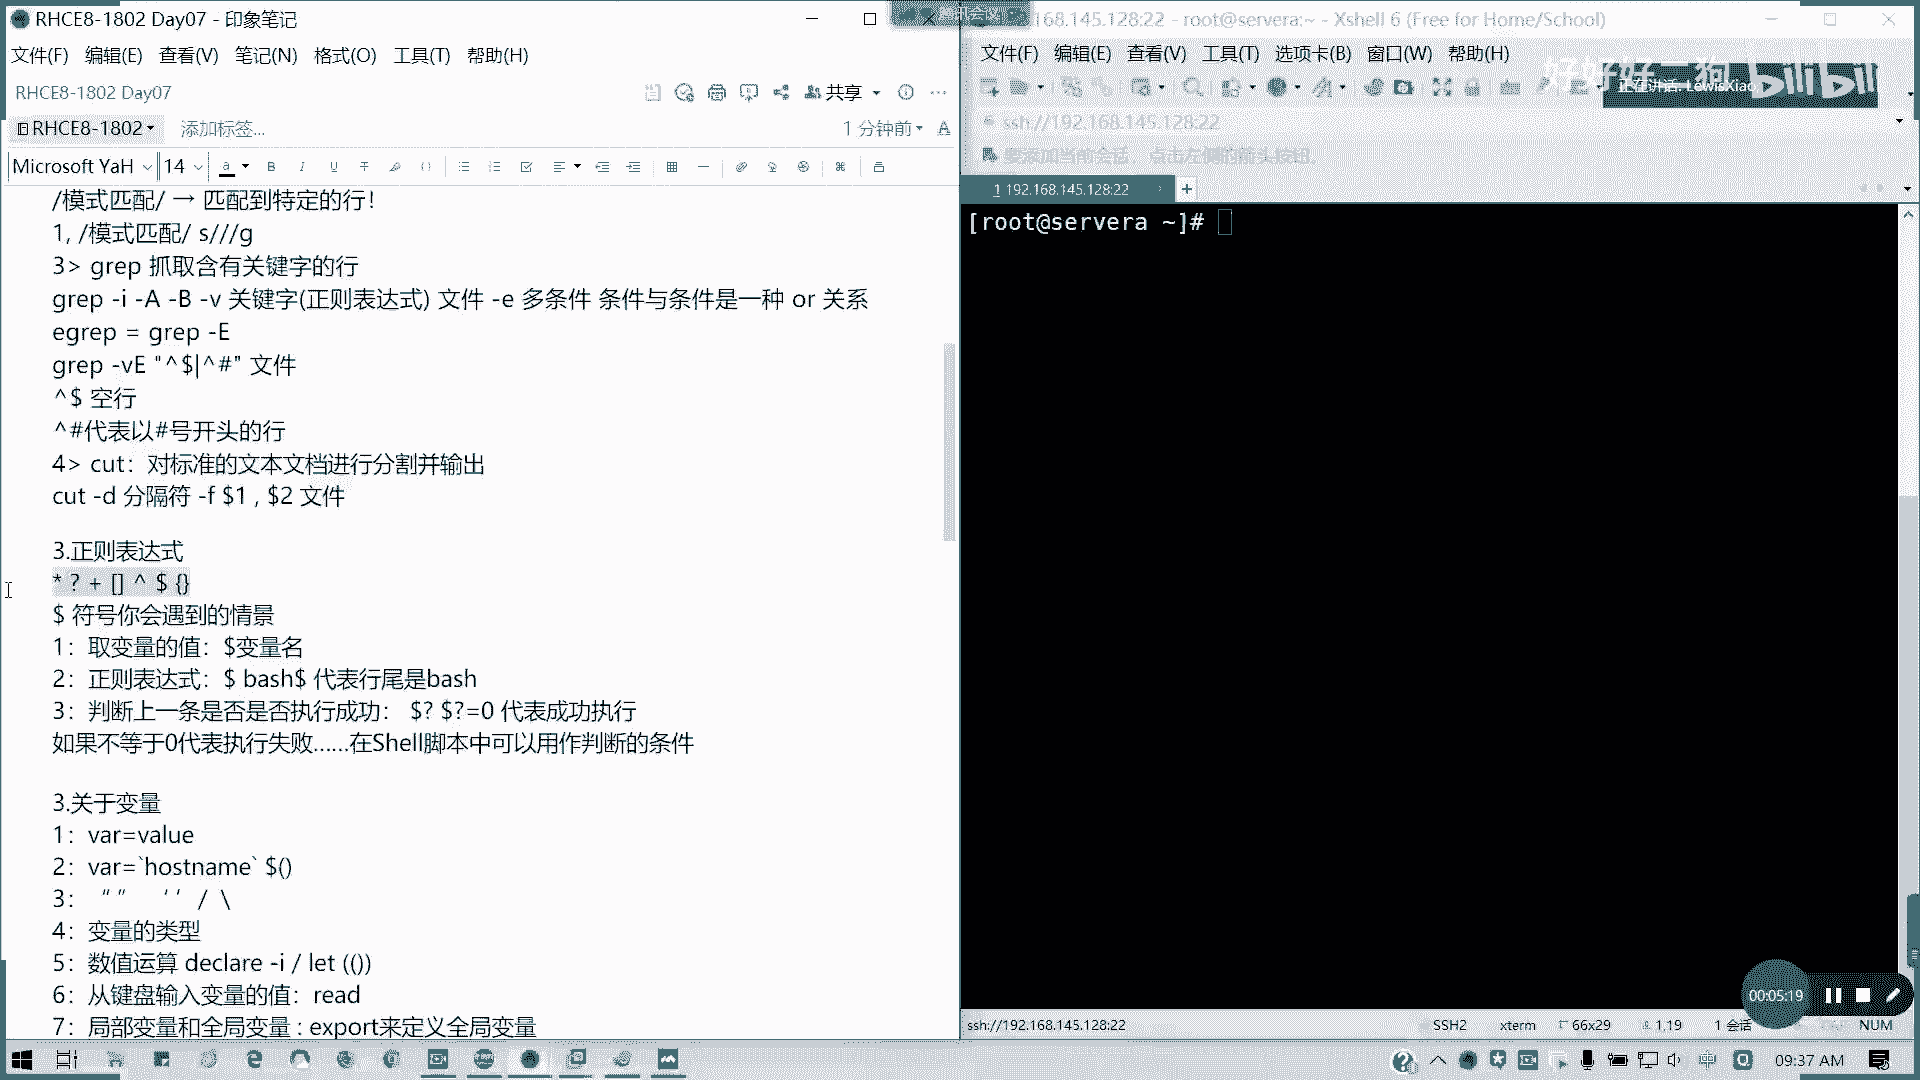 RHCE8-1802 Day07 - 印象笔记
文件(F) 编辑(E) 查看(V) 笔记(N) 格式(O) 工具(T) 帮助(H)
RHCE8-1802 Day07
共享
RHCE8-1802
添加标签...
1 分钟前
Microsoft YaH 14
/模式匹配/ → 匹配到特定的行！
1, /模式匹配/ s///g
3> grep 抓取含有关键字的行
grep -i -A -B -v 关键字(正则表达式) 文件 -e 多条件 条件与条件是一种 or 关系
egrep = grep -E
grep -vE "^$|^#" 文件
^$ 空行
^#代表以#号开头的行
4> cut：对标准的文本文档进行分割并输出
cut -d 分隔符 -f $1 , $2 文件
3.正则表达式
* ? + [] ^ $ {}
$ 符号你会遇到的情景
1：取变量的值：$变量名
2：正则表达式：$ bash$ 代表行尾是bash
3：判断上一条是否是否执行成功： $? $?=0 代表成功执行
如果不等于0代表执行失败......在Shell脚本中可以用作判断的条件
3.关于变量
1：var=value
2：var=`hostname` $()
3： “ ” ‘ ’ / \
4：变量的类型
5：数值运算 declare -i / let (())
6：从键盘输入变量的值：read
7：局部变量和全局变量 : export来定义全局变量
68.145.128:22 - root@servera:~ - Xshell 6 (Free for Home/School)
文件(F) 编辑(E) 查看(V) 工具(T) 选项卡(B) 窗口(W) 帮助(H)
好好好一狗 bilibili
正在讲话: LewisXiao
ssh://192.168.145.128:22
要添加当前会话，点击左侧的箭头按钮。
1 192.168.145.128:22
[root@servera ~]#
00:05:19
ssh://192.168.145.128:22 SSH2 xterm 66x29 1,19 1 会话 NUM
09:37 AM